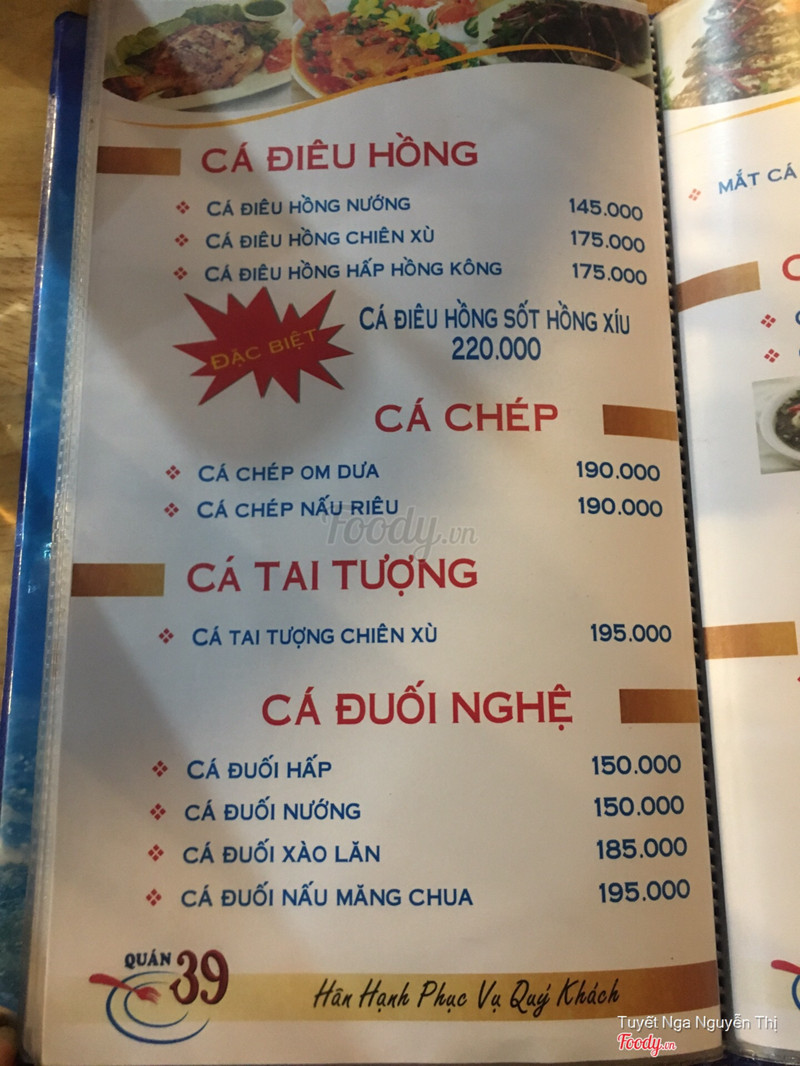 CÁ ĐIÊU HỒNG
CÁ ĐIÊU HỒNG NƯỚNG 145.000
CÁ ĐIÊU HỒNG CHIÊN XÙ 175.000
CÁ ĐIÊU HỒNG HẤP HỒNG KÔNG 175.000
ĐẶC BIỆT
CÁ ĐIÊU HỒNG SỐT HỒNG XÍU
220.000
CÁ CHÉP
CÁ CHÉP OM DƯA 190.000
CÁ CHÉP NẤU RIÊU 190.000
Foody.vn
CÁ TAI TƯỢNG
CÁ TAI TƯỢNG CHIÊN XÙ 195.000
CÁ ĐUỐI NGHỆ
CÁ ĐUỐI HẤP 150.000
CÁ ĐUỐI NƯỚNG 150.000
CÁ ĐUỐI XÀO LĂN 185.000
CÁ ĐUỐI NẤU MĂNG CHUA 195.000
QUÁN 39
Hân Hạnh Phục Vụ Quý Khách
MẮT CÁ
Tuyết Nga Nguyễn Thị
Foody.vn